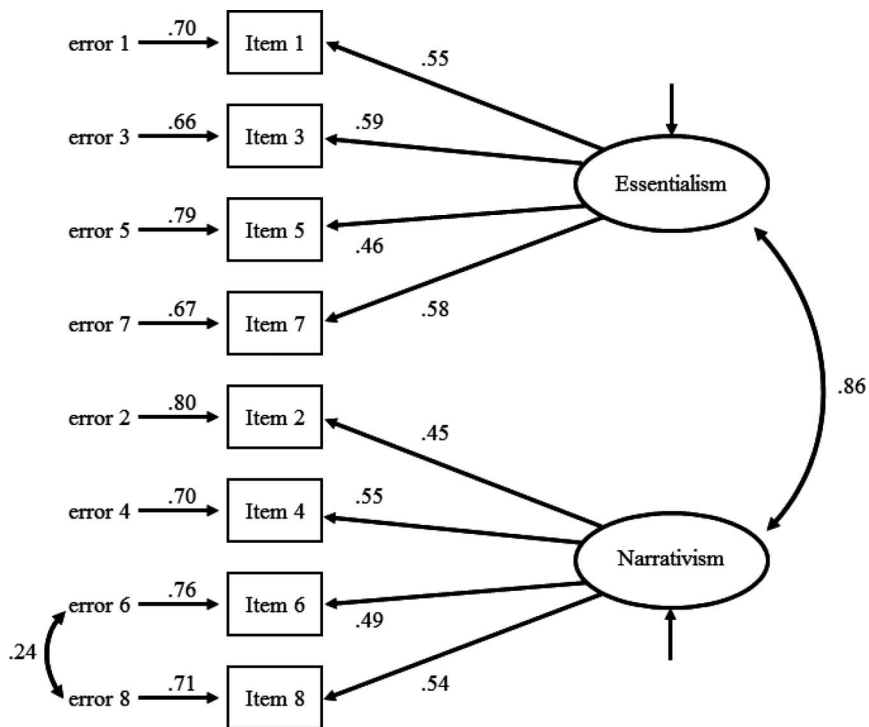 error 1 .70 Item 1 .55
error 3 .66 Item 3 .59
Essentialism
error 5 .79 Item 5 .46
error 7 .67 Item 7 .58
.86
error 2 .80 Item 2 .45
error 4 .70 Item 4 .55
Narrativism
error 6 .76 Item 6 .49
.24
error 8 .71 Item 8 .54